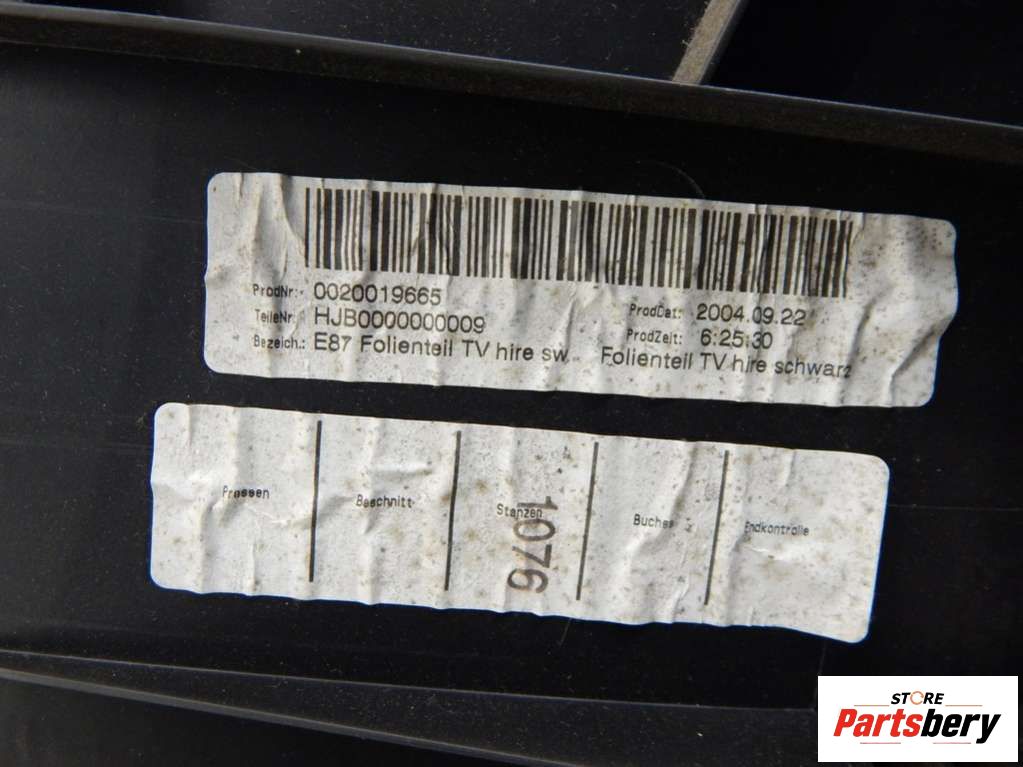 ProdNr.: 0020019665 ProdDat: 2004.09.22
TeileNr.: HJB0000000009 ProdZeit: 6:25:30
Bezeich.: E87 Folienteil TV hire sw. Folienteil TV hire schwarz
Pressen Beschnitt Stanzen Buchse Endkontrolle
1076
STORE
Partsbery